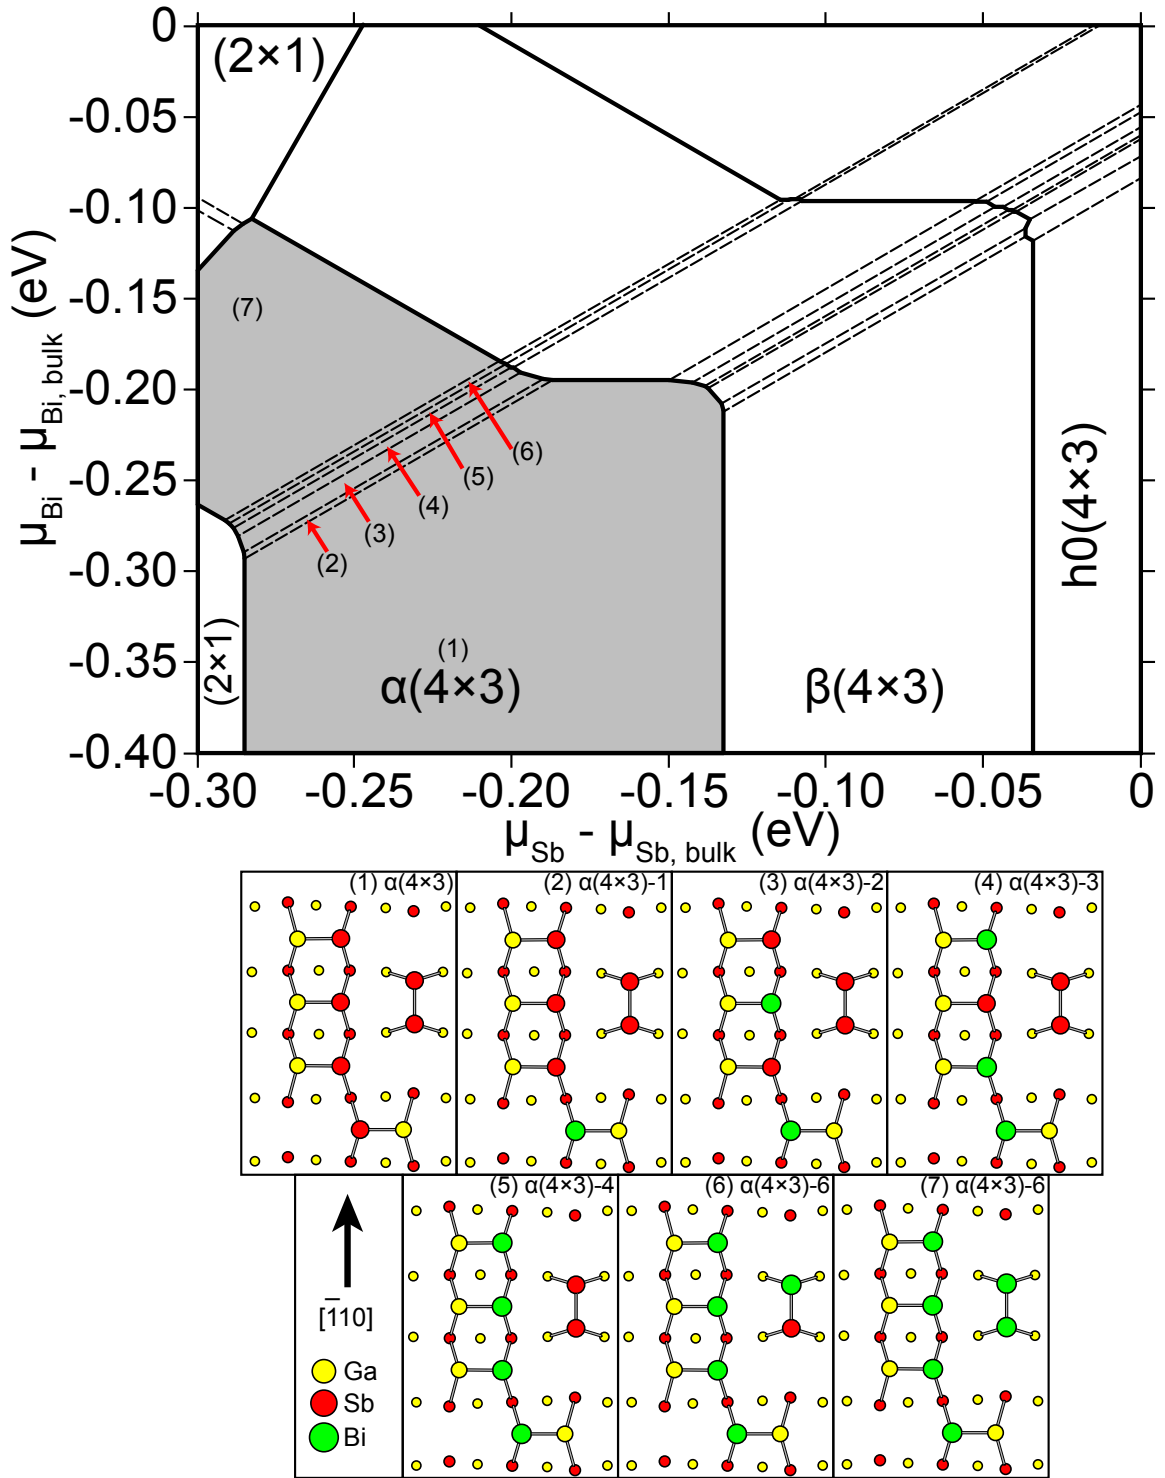 0
-0.05
-0.10
-0.15
-0.20
-0.25
-0.30
-0.35
-0.40
μBi - μBi, bulk (eV)
(2×1)
(7)
(6)
(5)
(4)
(3)
(2)
(1)
α(4×3)
(2×1)
β(4×3)
h0(4×3)
-0.30 -0.25 -0.20 -0.15 -0.10 -0.05 0
μSb - μSb, bulk (eV)
(1) α(4×3) (2) α(4×3)-1 (3) α(4×3)-2 (4) α(4×3)-3
(5) α(4×3)-4 (6) α(4×3)-6 (7) α(4×3)-6
[1̄10]
Ga
Sb
Bi